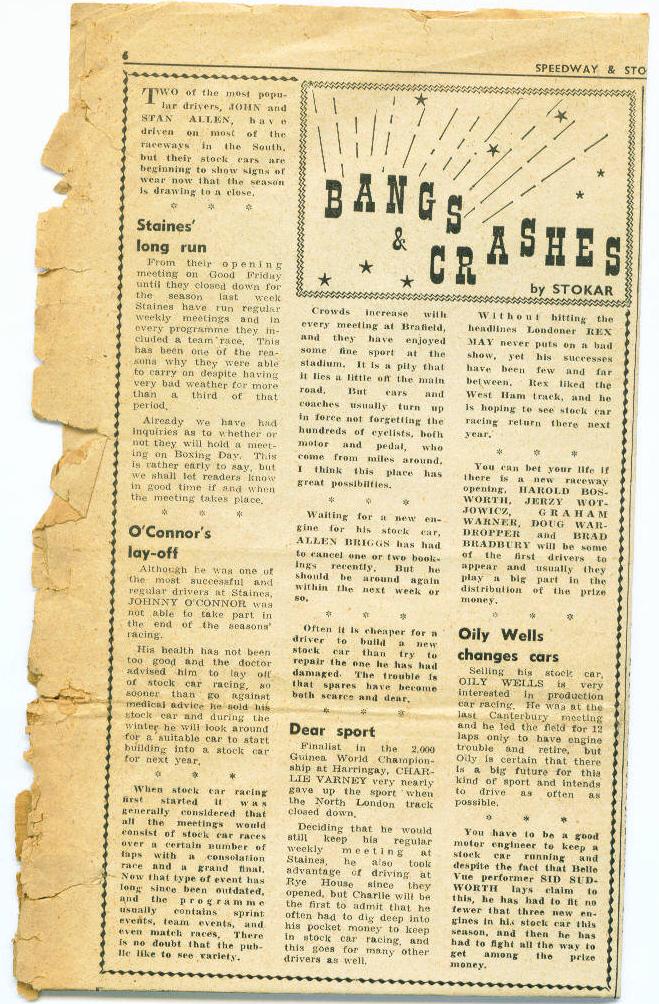 6
SPEEDWAY & STO
TWO of the most popu-
lar drivers, JOHN and
STAN ALLEN, have
driven on most of the
raceways in the South,
but their stock cars are
beginning to show signs of
wear now that the season
is drawing to a close.
* * *
Staines'
long run
From their opening
meeting on Good Friday
until they closed down for
the season last week
Staines have run regular
weekly meetings and in
every programme they in-
cluded a team race. This
has been one of the rea-
sons why they were able
to carry on despite having
very bad weather for more
than a third of that
period.
Already we have had
inquiries as to whether or
not they will hold a meet-
ing on Boxing Day. This
is rather early to say, but
we shall let readers know
in good time if and when
the meeting takes place.
* * *
O'Connor's
lay-off
Although he was one of
the most successful and
regular drivers at Staines,
JOHNNY O'CONNOR was
not able to take part in
the end of the seasons'
racing.
His health has not been
too good and the doctor
advised him to lay off
of stock car racing, so
sooner than go against
medical advice he sold his
stock car and during the
winter he will look around
for a suitable car to start
building into a stock car
for next year.
* * *
When stock car racing
first started it was
generally considered that
all the meetings would
consist of stock car races
over a certain number of
laps with a consolation
race and a grand final.
Now that type of event has
long since been outdated,
and the programme
usually contains sprint
events, team events, and
even match races. There
is no doubt that the pub-
lic like to see variety.
BANGS
&
CRASHES
by STOKAR
Crowds increase with
every meeting at Brafield,
and they have enjoyed
some fine sport at the
stadium. It is a pity that
it lies a little off the main
road. But cars and
coaches usually turn up
in force not forgetting the
hundreds of cyclists, both
motor and pedal, who
come from miles around.
I think this place has
great possibilties.
* * *
Waiting for a new en-
gine for his stock car,
ALLEN BRIGGS has had
to cancel one or two book-
ings recently. But he
should be around again
within the next week or
so.
* * *
Often it is cheaper for a
driver to build a new
stock car than try to
repair the one he has had
damaged. The trouble is
that spares have become
both scarce and dear.
* * *
Dear sport
Finalist in the 2,000
Guinea World Champion-
ship at Harringay, CHAR-
LIE VARNEY very nearly
gave up the sport when
the North London track
closed down.
Deciding that he would
still keep his regular
weekly meeting at
Staines, he also took
advantage of driving at
Rye House since they
opened, but Charlie will be
the first to admit that he
often had to dig deep into
his pocket money to keep
in stock car racing, and
this goes for many other
drivers as well.
Without hitting the
headlines Londoner REX
MAY never puts on a bad
show, yet his successes
have been few and far
between. Rex liked the
West Ham track, and he
is hoping to see stock car
racing return there next
year.
* * *
You can bet your life if
there is a new raceway
opening, HAROLD BOS-
WORTH, JERZY WOT-
JOWICZ, GRAHAM
WARNER, DOUG WAR-
DROPPER and BRAD
BRADBURY will be some
of the first drivers to
appear and usually they
play a big part in the
distribution of the prize
money.
* * *
Oily Wells
changes cars
Selling his stock car,
OILY WELLS is very
interested in production
car racing. He was at the
last Canterbury meeting
and he led the field for 12
laps only to have engine
trouble and retire, but
Oily is certain that there
is a big future for this
kind of sport and intends
to drive as often as
possible.
* * *
You have to be a good
motor engineer to keep a
stock car running and
despite the fact that Belle
Vue performer SID SUD-
WORTH lays claim to
this, he has had to fit no
fewer that three new en-
gines in his stock car this
season, and then he has
had to fight all the way to
get among the prize
money.